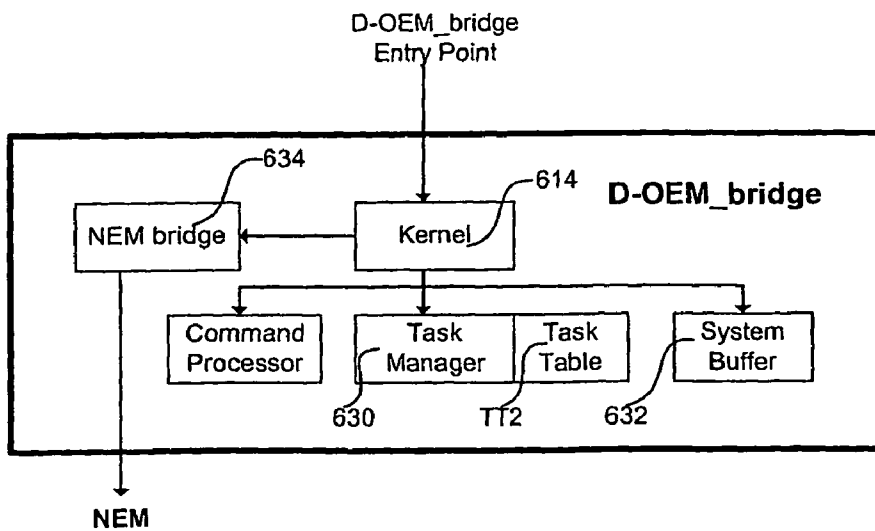 D-OEM_bridge
Entry Point
634
614
D-OEM_bridge
NEM bridge
Kernel
Command
Processor
Task
Manager
Task
Table
System
Buffer
630
TT2
632
NEM